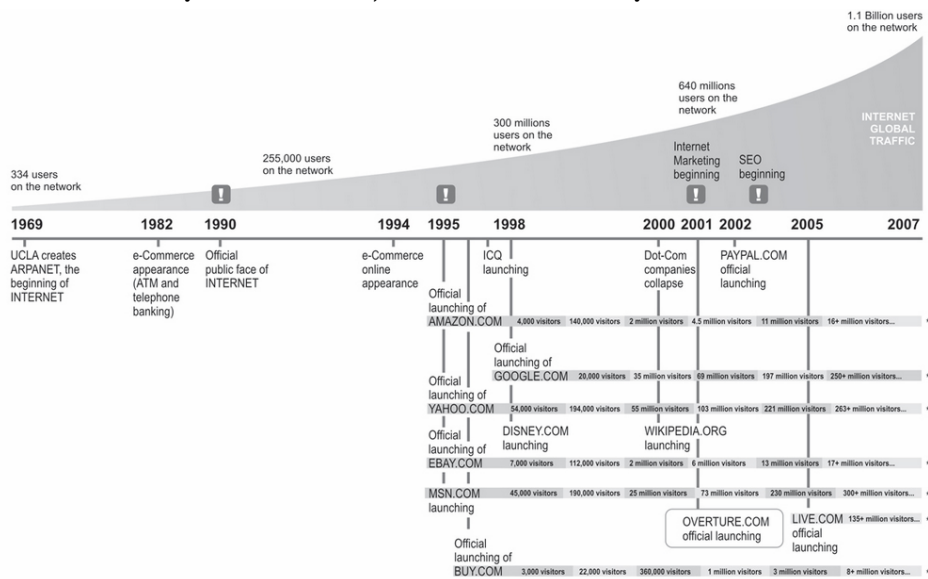 1.1 Billion users
on the network
640 millions
users on the
network
INTERNET
GLOBAL
TRAFFIC
300 millions
users on the
network
Internet
Marketing
beginning
SEO
beginning
255,000 users
on the network
334 users
on the network
! ! ! !
1969 1982 1990 1994 1995 1998 2000 2001 2002 2005 2007
UCLA creates
ARPANET, the
beginning of
INTERNET
e-Commerce
appearance
(ATM and
telephone
banking)
Official
public face of
INTERNET
e-Commerce
online
appearance
ICQ
launching
Dot-Com
companies
collapse
PAYPAL.COM
official
launching
Official
launching of
AMAZON.COM 4,000 visitors 140,000 visitors 2 million visitors 4.5 million visitors 11 million visitors 16+ million visitors...
Official
launching of
GOOGLE.COM 20,000 visitors 35 million visitors 69 million visitors 197 million visitors 250+ million visitors...
Official
launching of
YAHOO.COM 54,000 visitors 194,000 visitors 55 million visitors 103 million visitors 221 million visitors 263+ million visitors...
DISNEY.COM
launching
WIKIPEDIA.ORG
launching
Official
launching of
EBAY.COM 7,000 visitors 112,000 visitors 2 million visitors 6 million visitors 13 million visitors 17+ million visitors...
MSN.COM 45,000 visitors 190,000 visitors 25 million visitors 73 million visitors 230 million visitors 300+ million visitors...
launching
OVERTURE.COM
official launching
LIVE.COM 135+ million visitors...
official
launching
Official
launching of
BUY.COM 3,000 visitors 22,000 visitors 360,000 visitors 1 million visitors 3 million visitors 8+ million visitors...